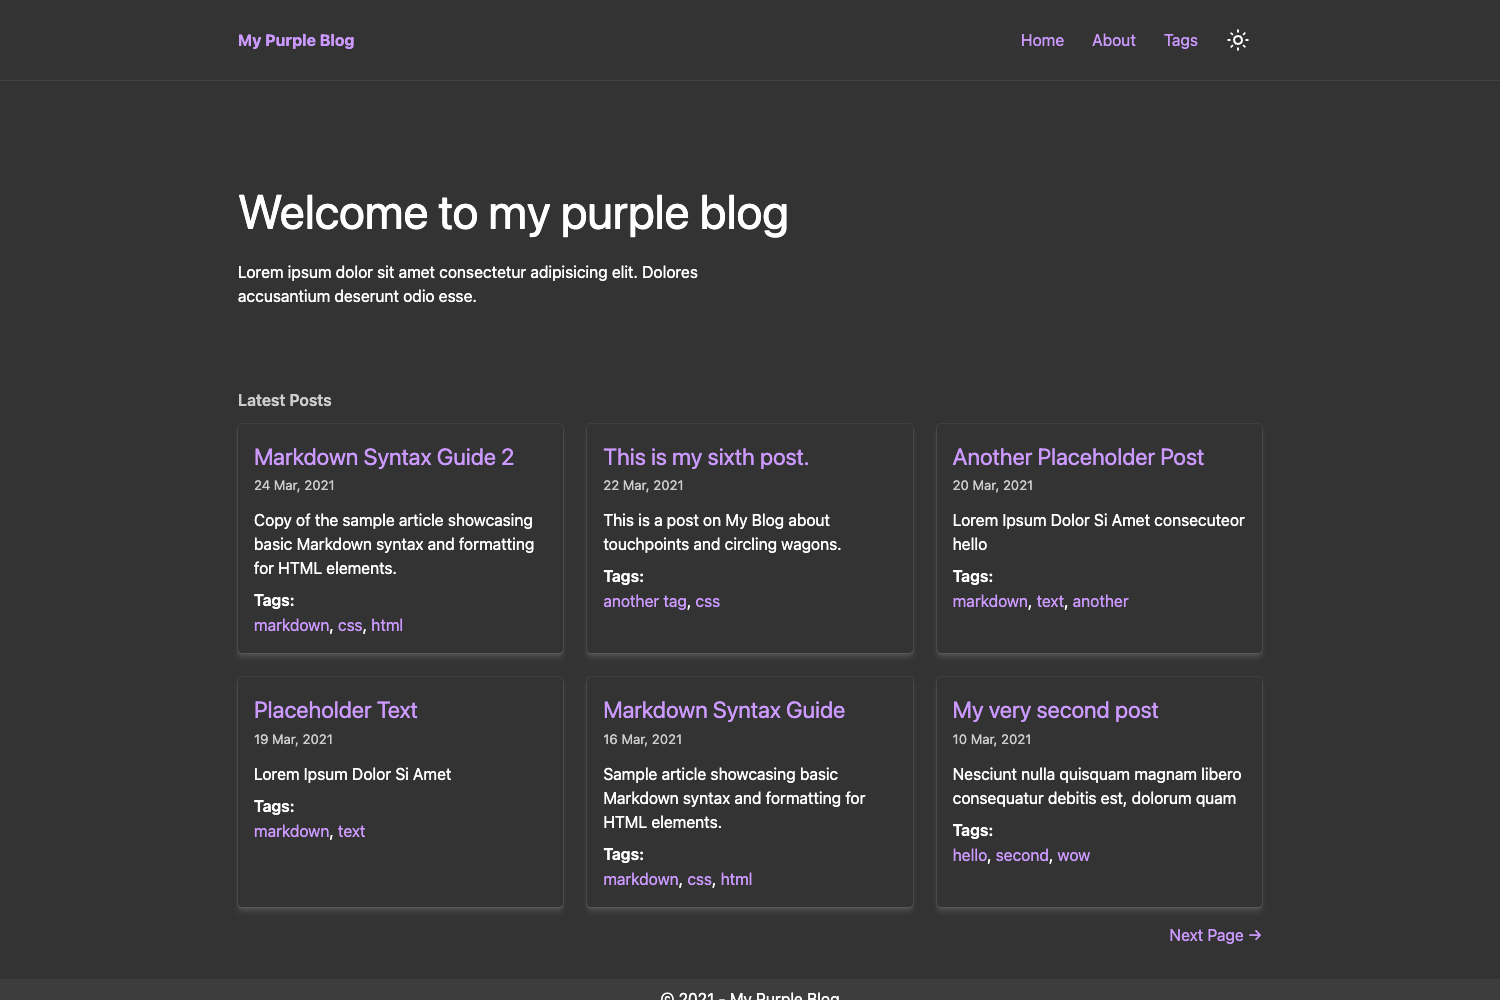 My Purple Blog
Home About Tags
Welcome to my purple blog
Lorem ipsum dolor sit amet consectetur adipisicing elit. Dolores
accusantium deserunt odio esse.
Latest Posts
Markdown Syntax Guide 2
24 Mar, 2021
Copy of the sample article showcasing
basic Markdown syntax and formatting
for HTML elements.
Tags:
markdown, css, html
This is my sixth post.
22 Mar, 2021
This is a post on My Blog about
touchpoints and circling wagons.
Tags:
another tag, css
Another Placeholder Post
20 Mar, 2021
Lorem Ipsum Dolor Si Amet consecuteor
hello
Tags:
markdown, text, another
Placeholder Text
19 Mar, 2021
Lorem Ipsum Dolor Si Amet
Tags:
markdown, text
Markdown Syntax Guide
16 Mar, 2021
Sample article showcasing basic
Markdown syntax and formatting for
HTML elements.
Tags:
markdown, css, html
My very second post
10 Mar, 2021
Nesciunt nulla quisquam magnam libero
consequatur debitis est, dolorum quam
Tags:
hello, second, wow
Next Page →
© 2021 - My Purple Blog